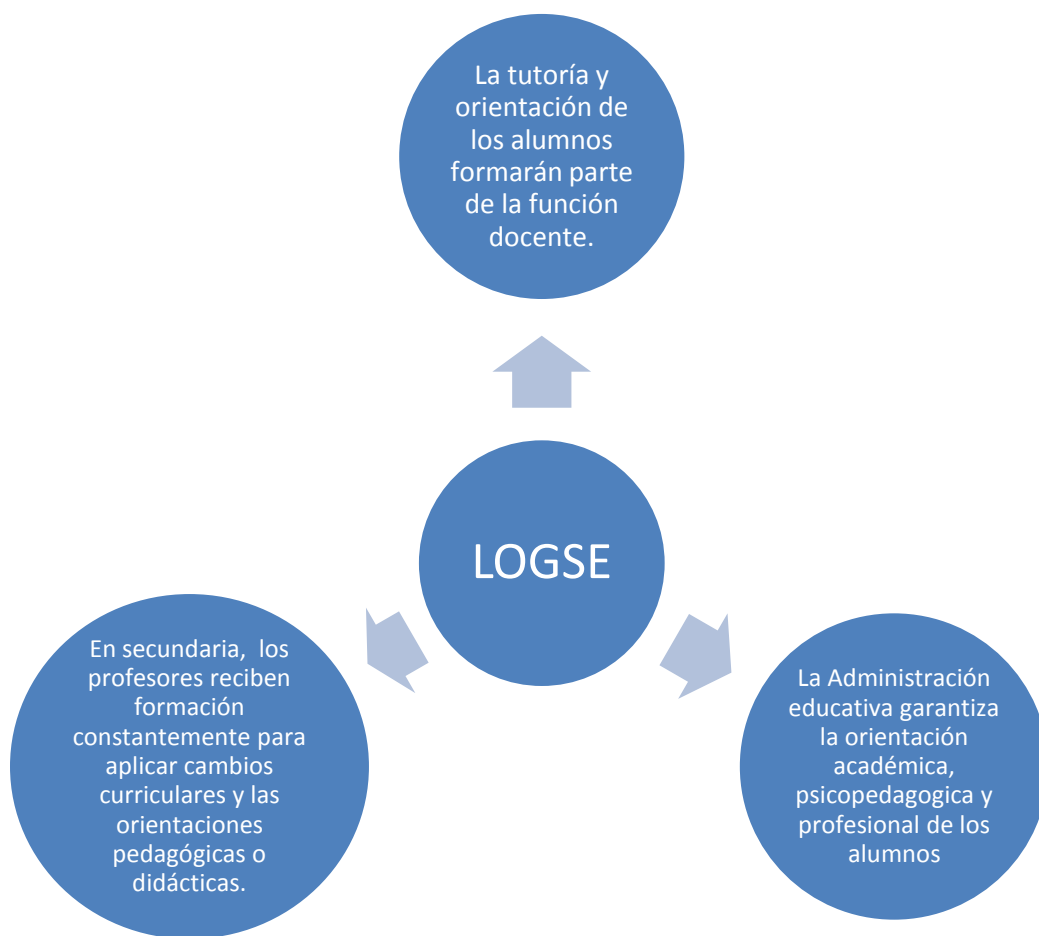 La tutoría y
orientación de
los alumnos
formarán parte
de la función
docente.
LOGSE
En secundaria,  los
profesores reciben
formación
constantemente para
aplicar cambios
curriculares y las
orientaciones
pedagógicas o
didácticas.
La Administración
educativa garantiza
la orientación
académica,
psicopedagogica y
profesional de los
alumnos